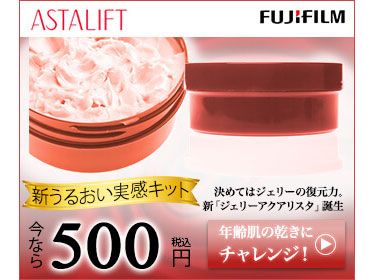 ASTALIFT
FUJIFILM
新うるおい実感キット
今なら
500
税込
円
決めてはジェリーの復元力。
新「ジェリーアクアリスタ」誕生
年齢肌の乾きに
チャレンジ!